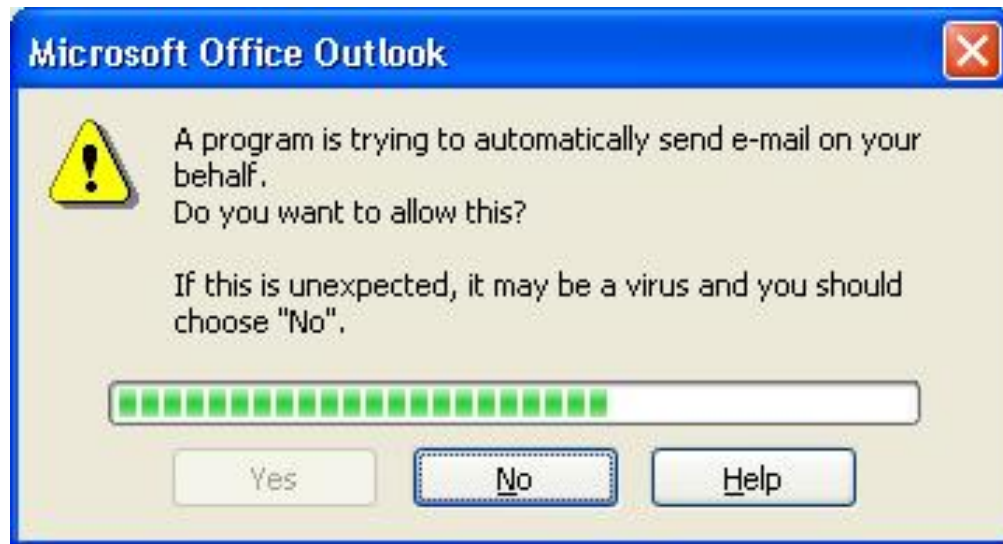 Microsoft Office Outlook
A program is trying to automatically send e-mail on your
behalf.
Do you want to allow this?
If this is unexpected, it may be a virus and you should
choose "No".
Yes
No
Help